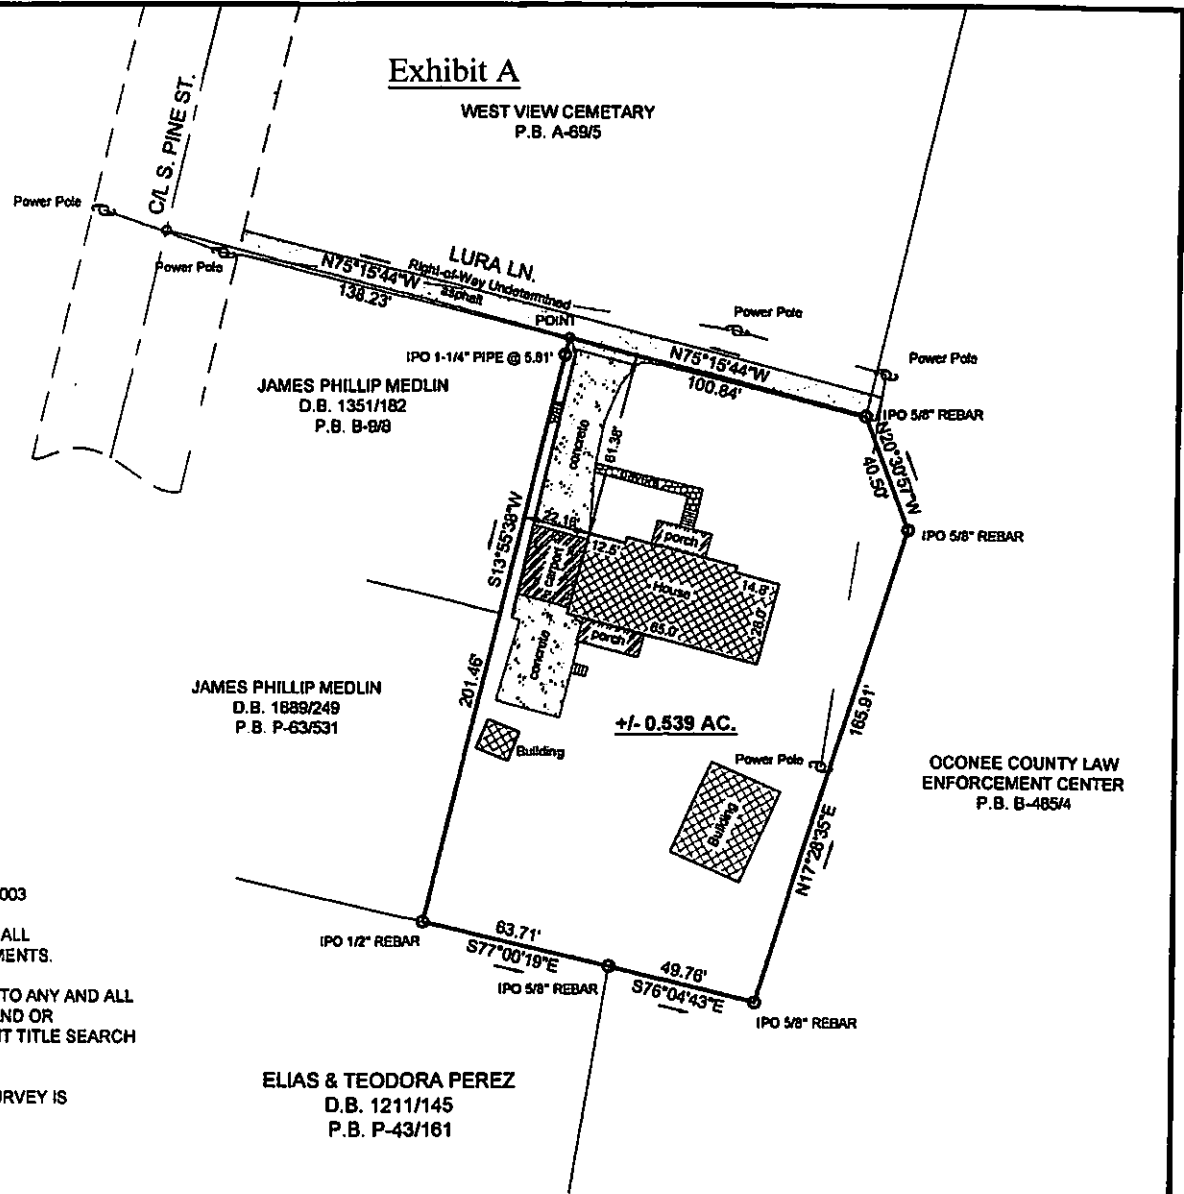 Exhibit A
WEST VIEW CEMETARY
P.B. A-69/5
C/L S. PINE ST.
Power Pole
Power Pole
LURA LN.
Right-of-Way Undetermined
N75°15'44"W
asphalt
138.23'
POINT
Power Pole
N75°15'44"W
100.84'
Power Pole
IPO 1-1/4" PIPE @ 5.81'
IPO 5/8" REBAR
JAMES PHILLIP MEDLIN
D.B. 1351/182
P.B. B-8/8
N20°30'57"W
40.50'
concrete
61.38'
IPO 5/8" REBAR
S13°55'38"W
22.18'
12.5'
porch
carport
House
14.8'
28.0'
65.0'
porch
concrete
201.46'
JAMES PHILLIP MEDLIN
D.B. 1689/249
P.B. P-63/531
+/- 0.539 AC.
165.91'
Building
Power Pole
OCONEE COUNTY LAW
ENFORCEMENT CENTER
P.B. B-485/4
Building
N17°28'35"E
003
ALL
MENTS.
IPO 1/2" REBAR
63.71'
S77°00'19"E
IPO 5/8" REBAR
49.76'
S76°04'43"E
IPO 5/8" REBAR
TO ANY AND ALL
ND OR
IT TITLE SEARCH
URVEY IS
ELIAS & TEODORA PEREZ
D.B. 1211/145
P.B. P-43/161